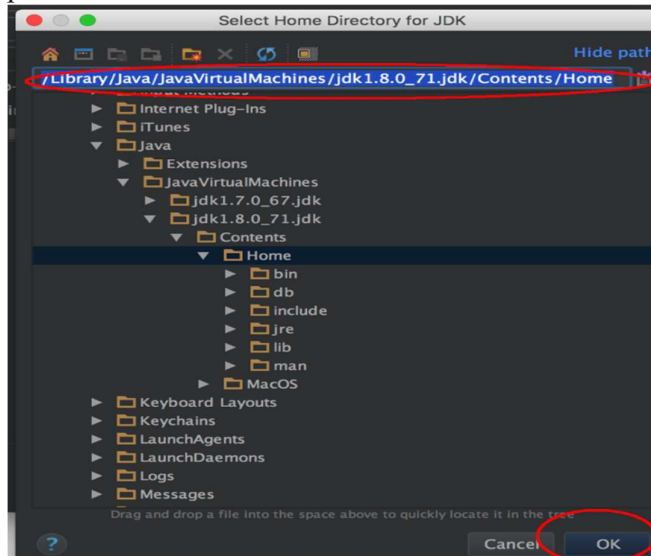 Select Home Directory for JDK
Hide path
/Library/Java/JavaVirtualMachines/jdk1.8.0_71.jdk/Contents/Home
Internet Plug-Ins
iTunes
Java
Extensions
JavaVirtualMachines
jdk1.7.0_67.jdk
jdk1.8.0_71.jdk
Contents
Home
bin
db
include
jre
lib
man
MacOS
Keyboard Layouts
Keychains
LaunchAgents
LaunchDaemons
Logs
Messages
Drag and drop a file into the space above to quickly locate it in the tree
?
Cancel
OK